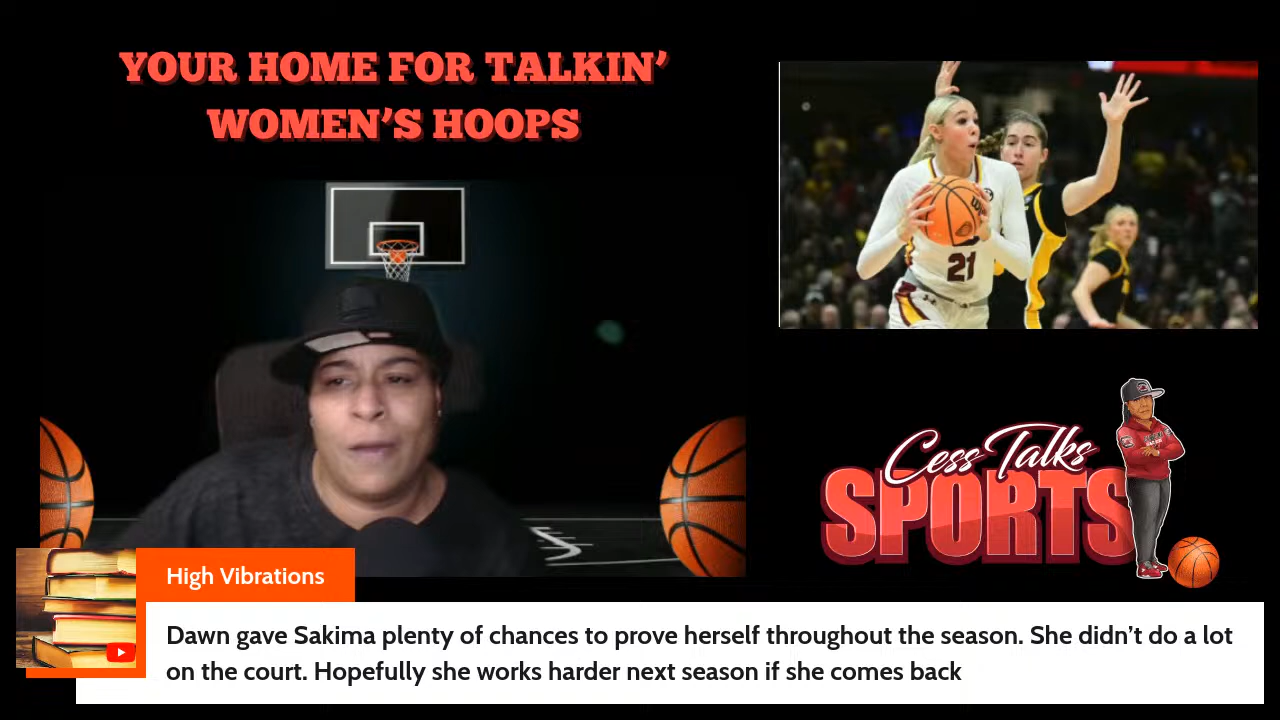 YOUR HOME FOR TALKIN’
WOMEN’S HOOPS
21
Cess Talks
SPORTS
High Vibrations
Dawn gave Sakima plenty of chances to prove herself throughout the season. She didn’t do a lot
on the court. Hopefully she works harder next season if she comes back